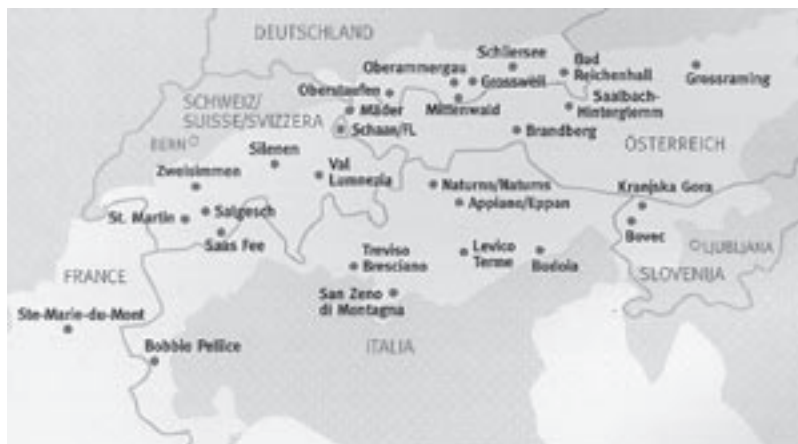 DEUTSCHLAND
Schliersee
Oberammergau
Grossweil
Bad
Reichenhall
Grossraming
Oberstaufen
Mäder
Mittenwald
Saalbach-
Hinterglemm
SCHWEIZ/
SUISSE/SVIZZERA
Schaan/FL
Brandberg
ÖSTERREICH
BERN
Silenen
Zweisimmen
Val
Lumnezia
Naturns/Naturns
Kranjska Gora
Appiano/Eppan
St. Martin
Salgesch
Bovec
Saas Fee
LJUBLJANA
FRANCE
Treviso
Bresciano
Levico
Terme
Budoia
SLOVENIJA
San Zeno
di Montagna
Ste-Marie-du-Mont
Bobbio Pellice
ITALIA